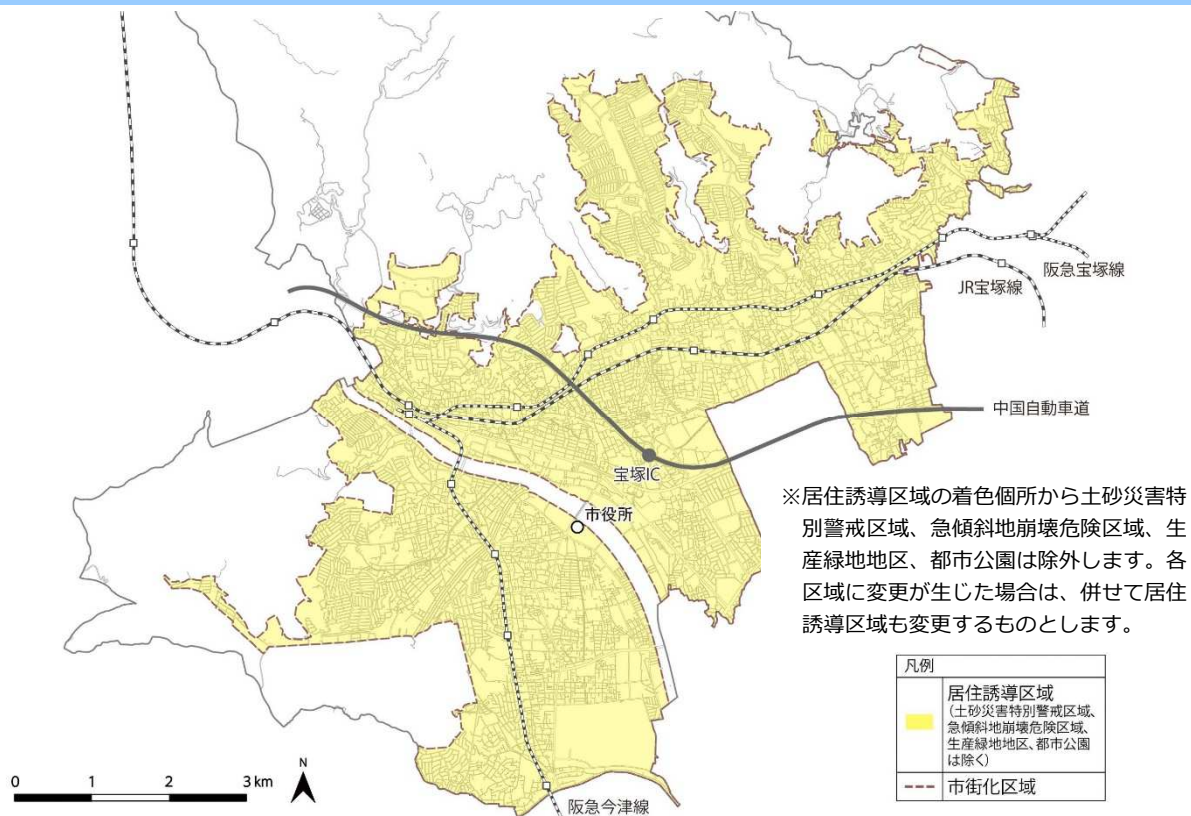 阪急宝塚線
JR宝塚線
中国自動車道
宝塚IC
市役所
※居住誘導区域の着色個所から土砂災害特
別警戒区域、急傾斜地崩壊危険区域、生
産緑地地区、都市公園は除外します。各
区域に変更が生じた場合は、併せて居住
誘導区域も変更するものとします。
凡例
居住誘導区域
(土砂災害特別警戒区域、
急傾斜地崩壊危険区域、
生産緑地地区、都市公園
は除く)
市街化区域
0 1 2 3 km
N
阪急今津線